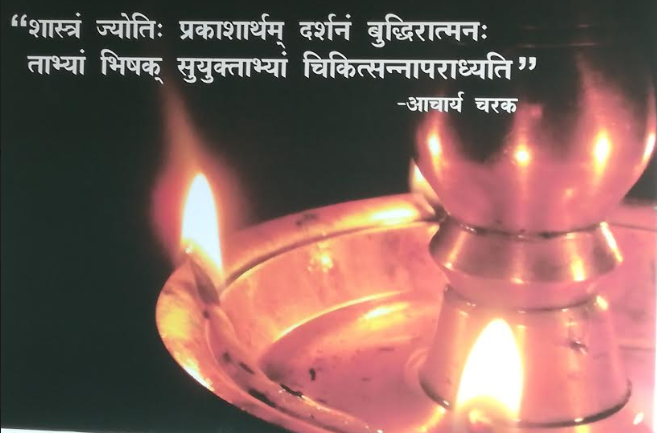 “शास्त्रं ज्योतिः प्रकाशार्थम् दर्शनं बुद्धिरात्मनः
ताभ्यां भिषक् सुयुक्ताभ्यां चिकित्सन्नापराध्यति”
-आचार्य चरक